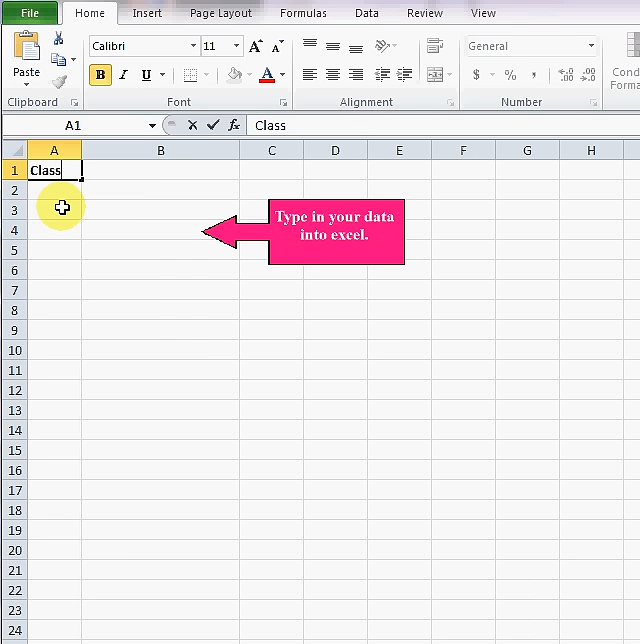 File Home Insert Page Layout Formulas Data Review View
Calibri 11 A A General
Paste B I U A $ % , .00 .00
Clipboard Font Alignment Number
A1 fx Class
A B C D E F G H
1 Class
2
3
Type in your data
4
into excel.
5
6
7
8
9
10
11
12
13
14
15
16
17
18
19
20
21
22
23
24